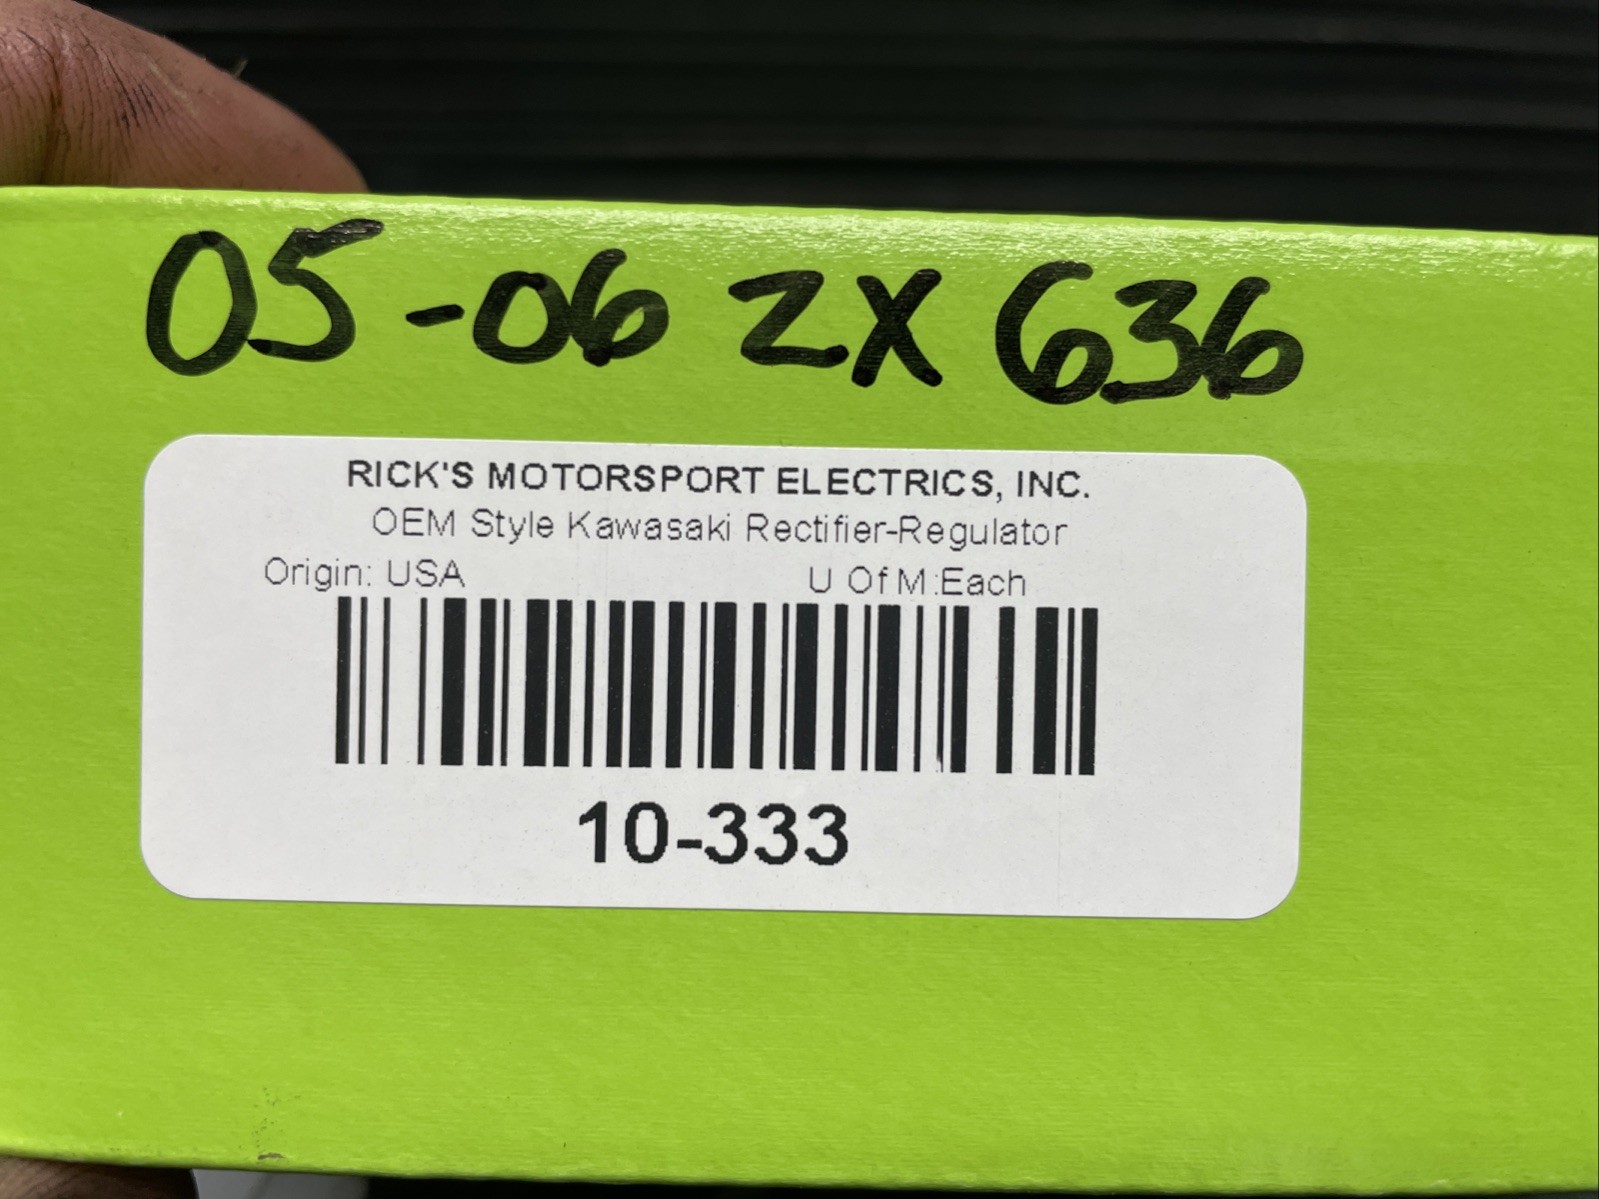 05-06 ZX 636
RICK'S MOTORSPORT ELECTRICS, INC.
OEM Style Kawasaki Rectifier-Regulator
Origin: USA U Of M:Each
10-333